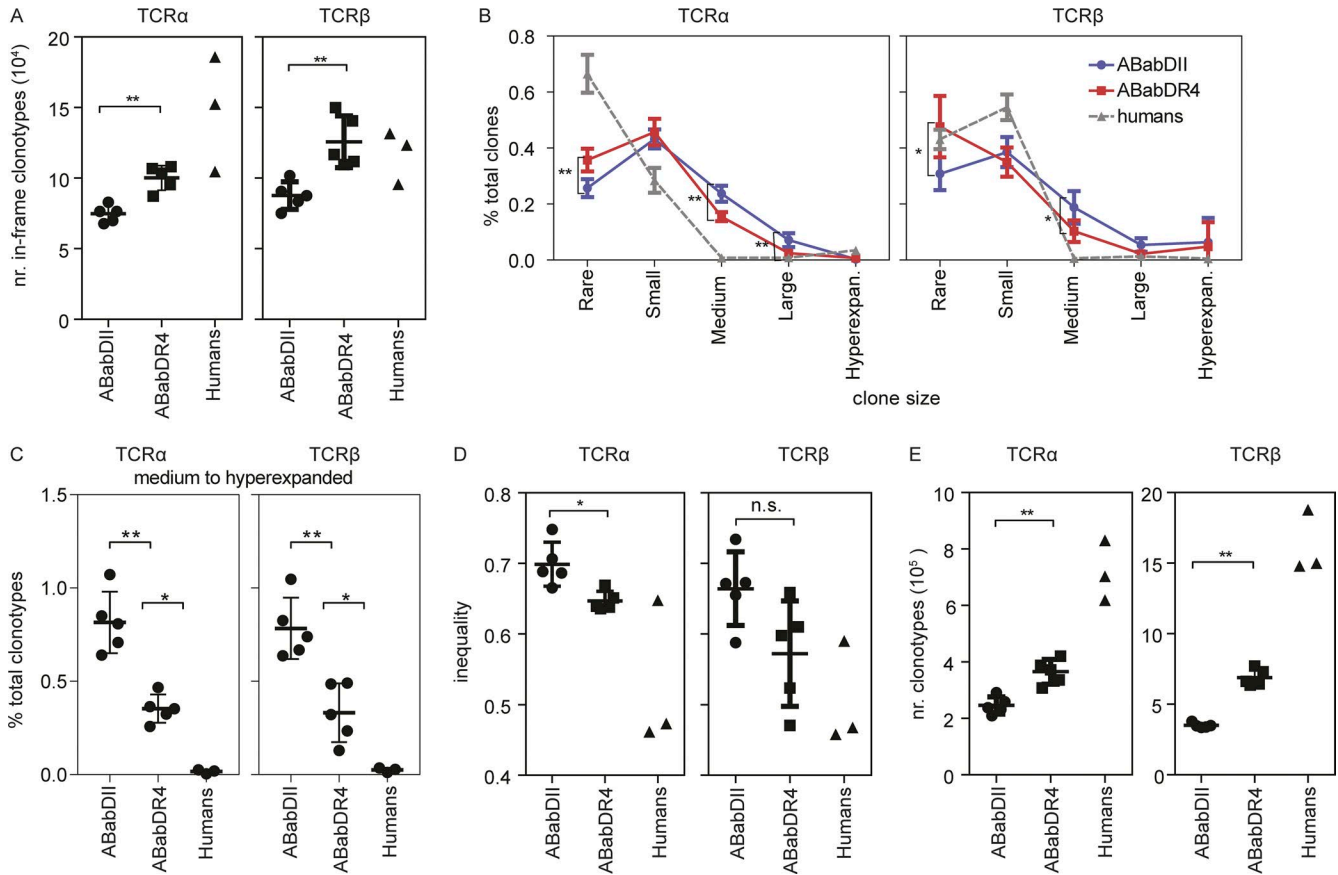 A
TCRα
TCRβ
nr. in-frame clonotypes (10⁴)
20
15
10
5
0
**
**
ABabDII
ABabDR4
Humans
ABabDII
ABabDR4
Humans
B
TCRα
TCRβ
% total clones
0.8
0.6
0.4
0.2
0.0
**
**
**
*
*
ABabDII
ABabDR4
humans
Rare
Small
Medium
Large
Hyperexpan.
Rare
Small
Medium
Large
Hyperexpan.
clone size
C
TCRα
TCRβ
medium to hyperexpanded
% total clonotypes
1.5
1.0
0.5
0.0
**
*
**
*
ABabDII
ABabDR4
Humans
ABabDII
ABabDR4
Humans
D
TCRα
TCRβ
inequality
0.8
0.7
0.6
0.5
0.4
*
n.s.
ABabDII
ABabDR4
Humans
ABabDII
ABabDR4
Humans
E
TCRα
TCRβ
nr. clonotypes (10⁵ )
10
8
6
4
2
0
**
20
15
10
5
0
**
ABabDII
ABabDR4
Humans
ABabDII
ABabDR4
Humans